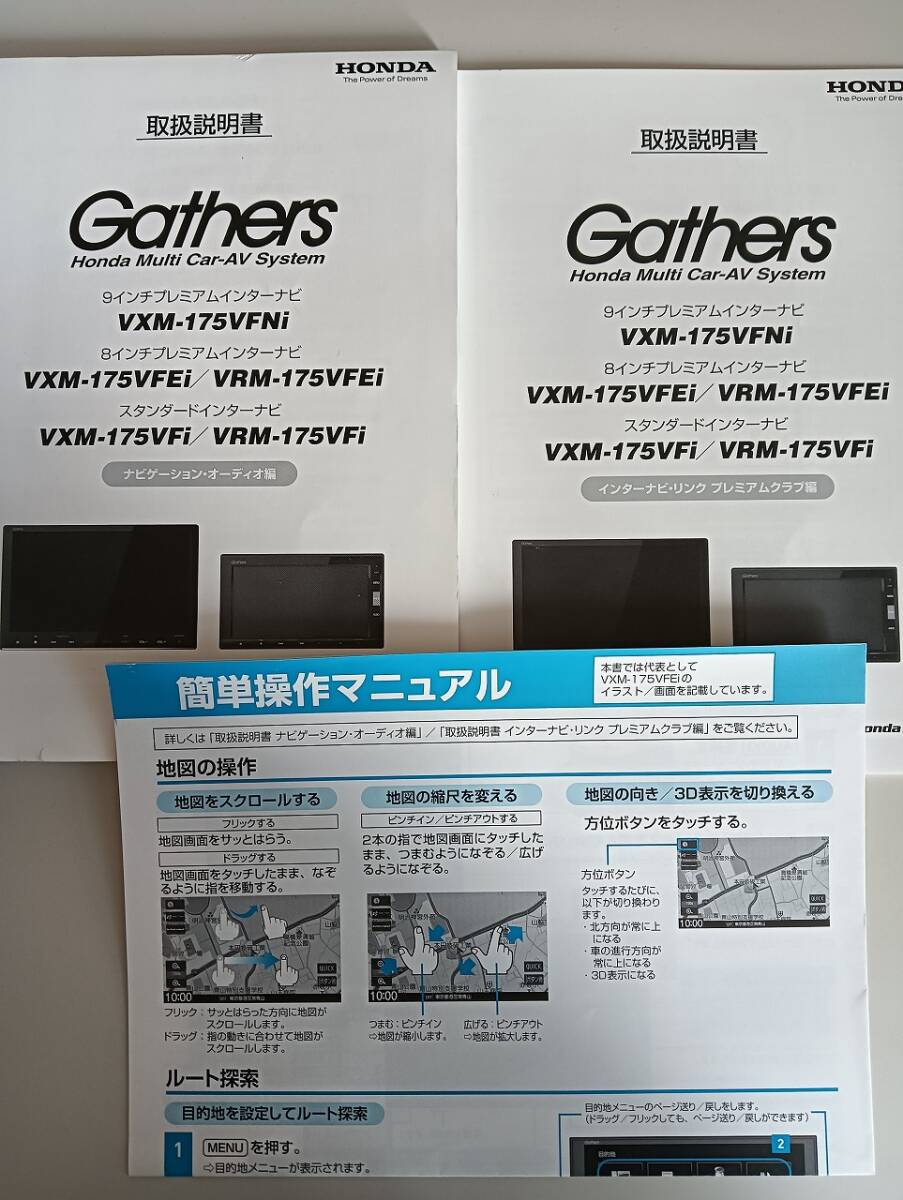 HONDA
The Power of Dreams
取扱説明書
Gathers
Honda Multi Car-AV System
9インチプレミアムインターナビ
VXM-175VFNi
8インチプレミアムインターナビ
VXM-175VFEi／VRM-175VFEi
スタンダードインターナビ
VXM-175VFi／VRM-175VFi
ナビゲーション・オーディオ編
HOND
The Power of Dre
取扱説明書
Gathers
Honda Multi Car-AV System
9インチプレミアムインターナビ
VXM-175VFNi
8インチプレミアムインターナビ
VXM-175VFEi／VRM-175VFEi
スタンダードインターナビ
VXM-175VFi／VRM-175VFi
インターナビ・リンク プレミアムクラブ編
onda
簡単操作マニュアル
本書では代表として
VXM-175VFEiの
イラスト／画面を記載しています。
詳しくは「取扱説明書 ナビゲーション・オーディオ編」／「取扱説明書 インターナビ・リンク プレミアムクラブ編」をご覧ください。
地図の操作
地図をスクロールする
フリックする
地図画面をサッとはらう。
ドラッグする
地図画面をタッチしたまま、なぞ
るように指を移動する。
10:00
QUICK
フリック：サッとはらった方向に地図が
スクロールします。
ドラッグ：指の動きに合わせて地図が
スクロールします。
地図の縮尺を変える
ピンチイン／ピンチアウトする
2本の指で地図画面にタッチした
まま、つまむようになぞる／広げ
るようになぞる。
10:00
QUICK
つまむ：ピンチイン
⇨地図が縮小します。
広げる：ピンチアウト
⇨地図が拡大します。
地図の向き／3D表示を切り換える
方位ボタンをタッチする。
方位ボタン
タッチするたびに、
以下が切り換わり
ます。
・北方向が常に上
になる
・車の進行方向が
常に上になる
・3D表示になる
10:00
QUICK
ルート探索
目的地を設定してルート探索
1
MENU を押す。
⇨目的地メニューが表示されます。
目的地メニューのページ送り／戻しをします。
(ドラッグ／フリックしても、ページ送り／戻しができます)
目的地
2